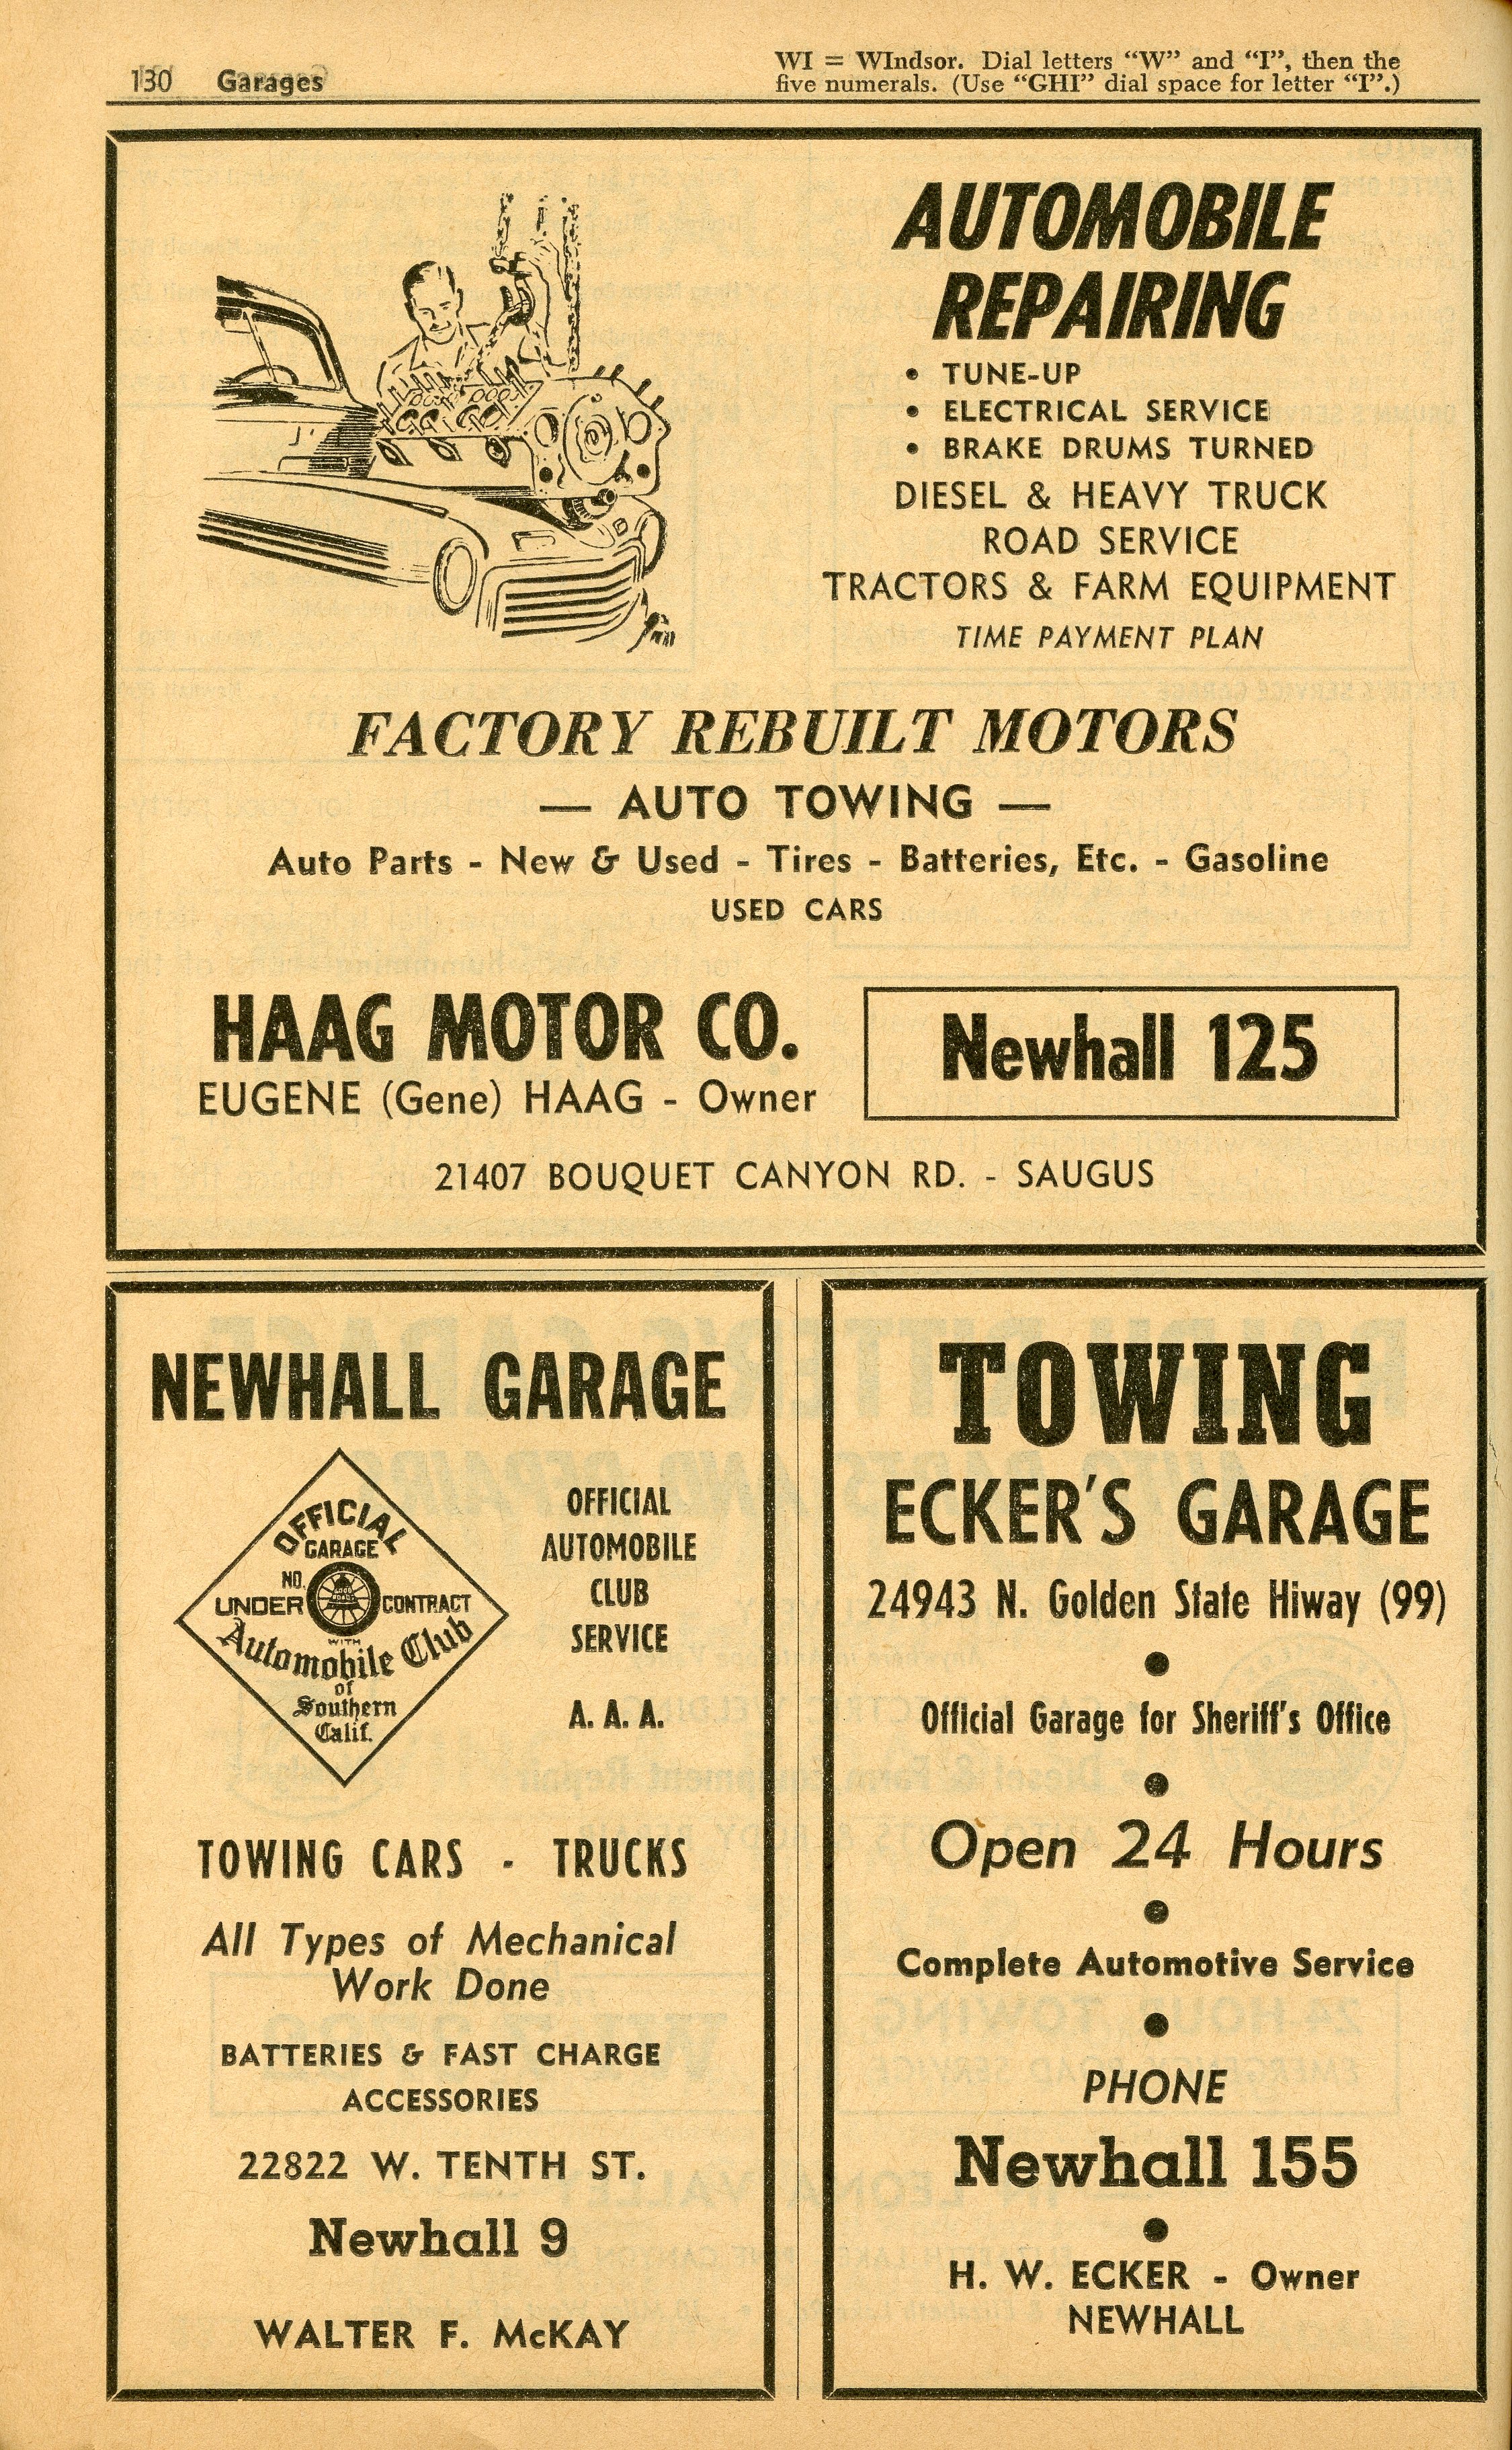 130 Garages
WI = WIndsor. Dial letters “W” and “I”, then the
five numerals. (Use “GHI” dial space for letter “I”.)
AUTOMOBILE
REPAIRING
• TUNE-UP
• ELECTRICAL SERVICE
• BRAKE DRUMS TURNED
DIESEL & HEAVY TRUCK
ROAD SERVICE
TRACTORS & FARM EQUIPMENT
TIME PAYMENT PLAN
FACTORY REBUILT MOTORS
— AUTO TOWING —
Auto Parts - New & Used - Tires - Batteries, Etc. - Gasoline
USED CARS
HAAG MOTOR CO.
EUGENE (Gene) HAAG - Owner
Newhall 125
21407 BOUQUET CANYON RD. - SAUGUS
NEWHALL GARAGE
OFFICIAL
GARAGE
NO.
UNDER CONTRACT
WITH
Automobile Club
of
Southern
Calif.
OFFICIAL
AUTOMOBILE
CLUB
SERVICE
A. A. A.
TOWING CARS - TRUCKS
All Types of Mechanical
Work Done
BATTERIES & FAST CHARGE
ACCESSORIES
22822 W. TENTH ST.
Newhall 9
WALTER F. McKAY
TOWING
ECKER'S GARAGE
24943 N. Golden State Hiway (99)
•
Official Garage for Sheriff's Office
•
Open 24 Hours
•
Complete Automotive Service
•
PHONE
Newhall 155
•
H. W. ECKER - Owner
NEWHALL